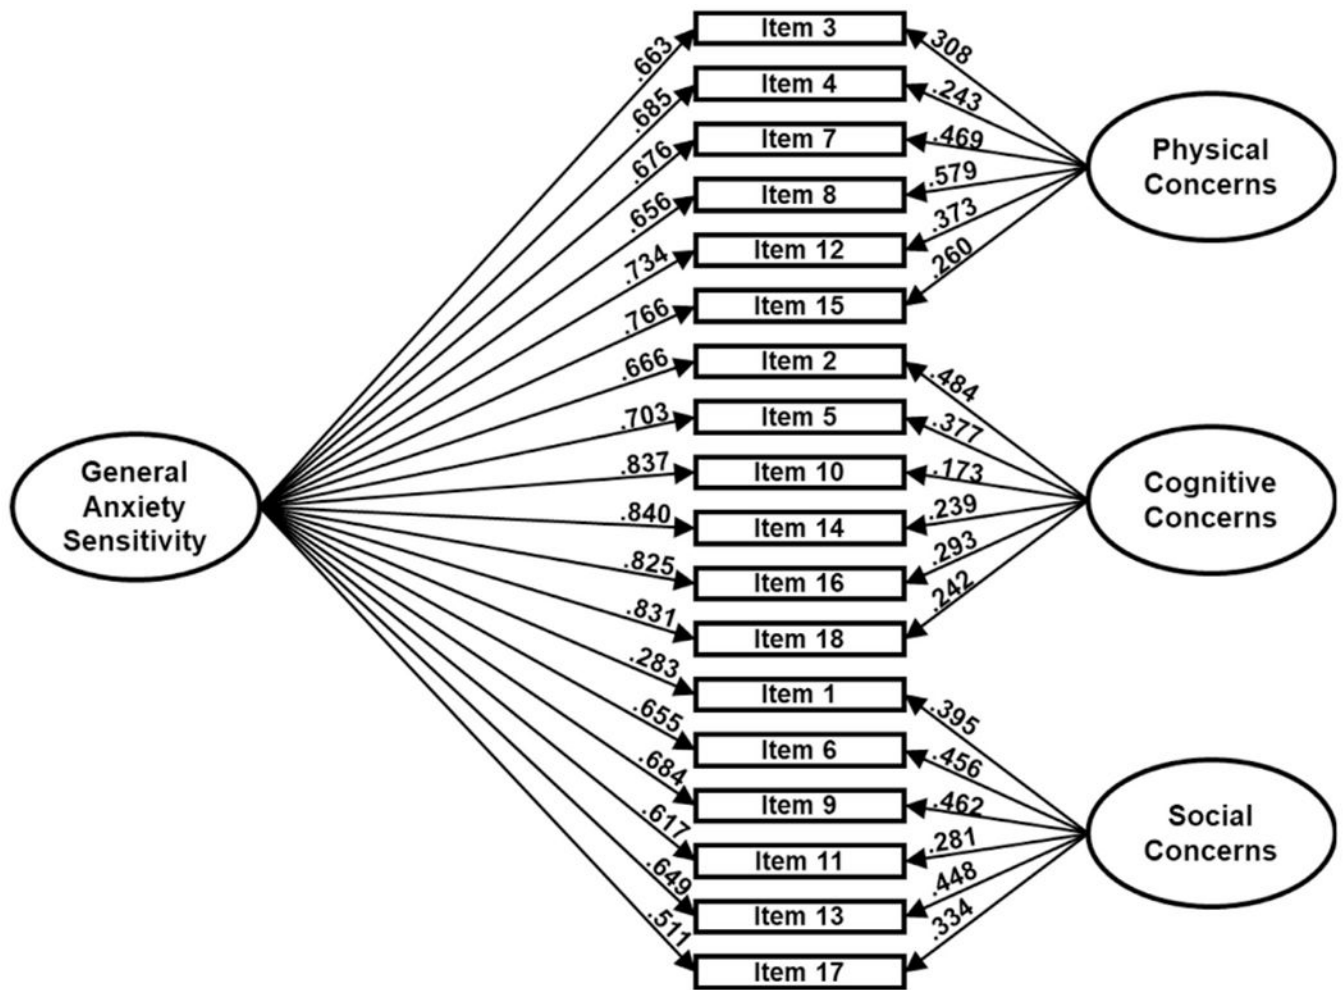 .663
Item 3
.308
.685
Item 4
.243
.676
Item 7
.469
.656
Item 8
.579
.734
Item 12
.373
.766
Item 15
.260
Physical
Concerns
.666
Item 2
.484
.703
Item 5
.377
.837
Item 10
.173
.840
Item 14
.239
.825
Item 16
.293
.831
Item 18
.242
General
Anxiety
Sensitivity
Cognitive
Concerns
.283
Item 1
.395
.655
Item 6
.456
.684
Item 9
.462
.617
Item 11
.281
.649
Item 13
.448
.511
Item 17
.334
Social
Concerns